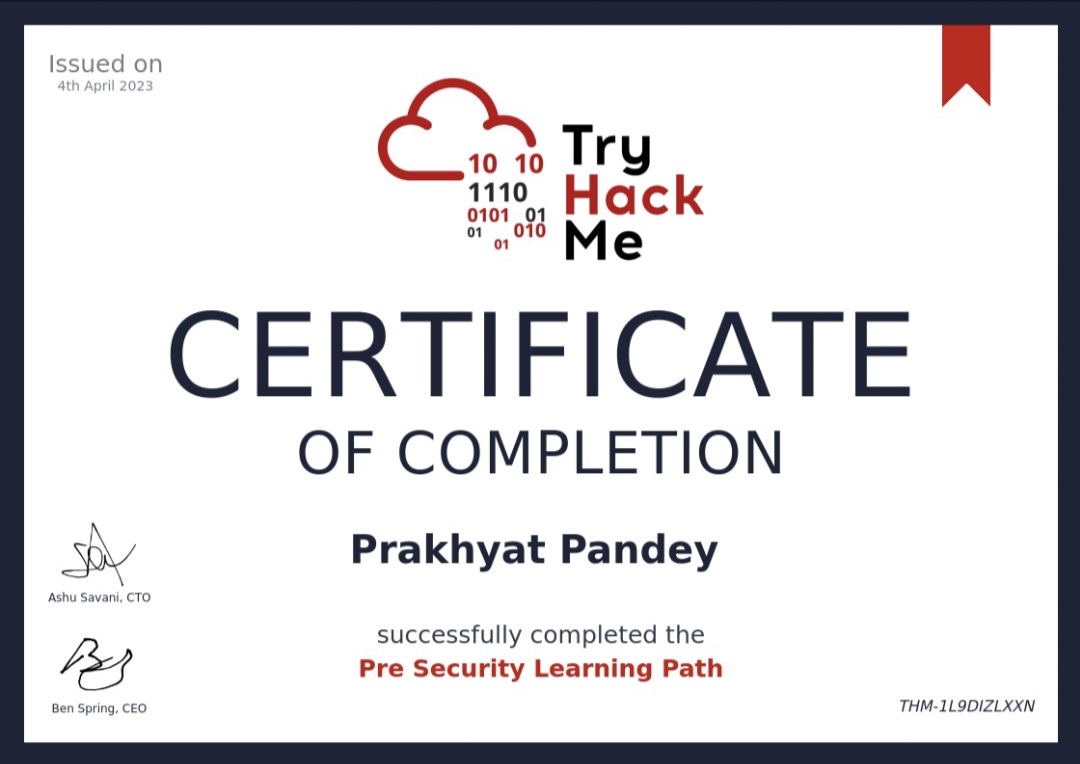 Issued on
4th April 2023
10 10
1110
0101 01
01 010
01
Try
Hack
Me
CERTIFICATE
OF COMPLETION
Prakhyat Pandey
successfully completed the
Pre Security Learning Path
Ashu Savani, CTO
Ben Spring, CEO
THM-1L9DIZLXXN